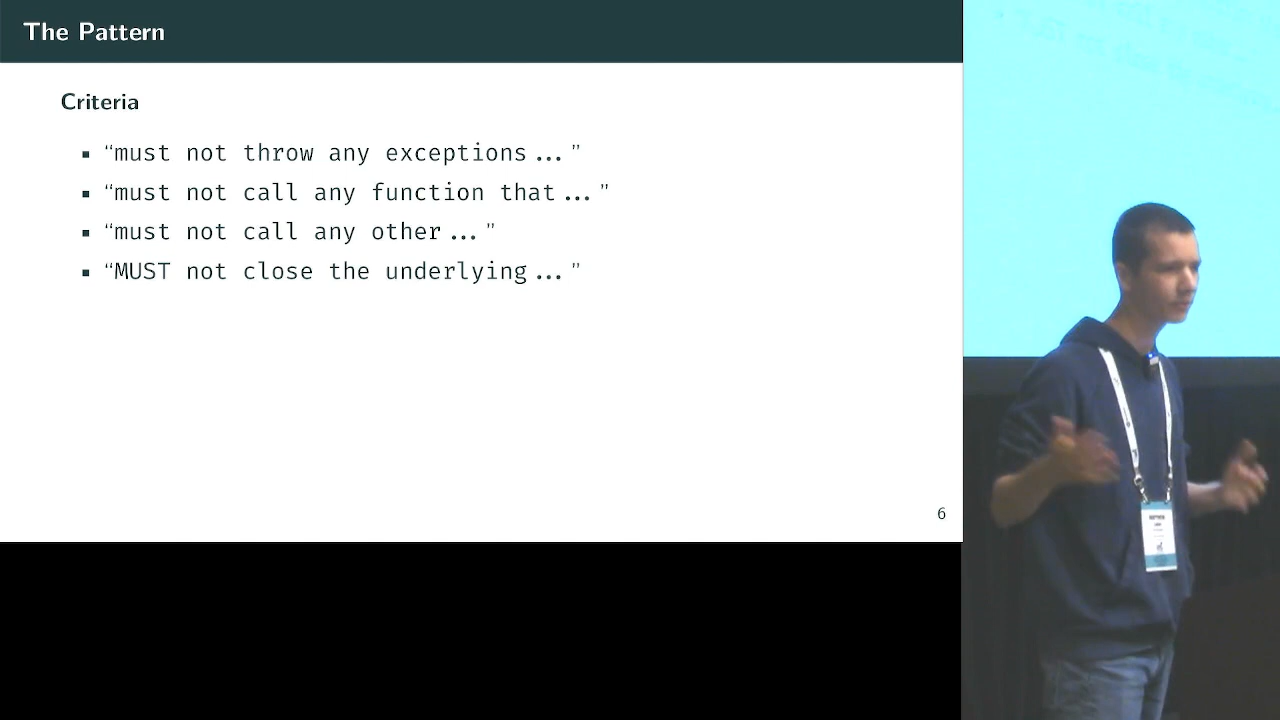 The Pattern
Criteria
▪ “must not throw any exceptions...”
▪ “must not call any function that...”
▪ “must not call any other...”
▪ “MUST not close the underlying...”
6